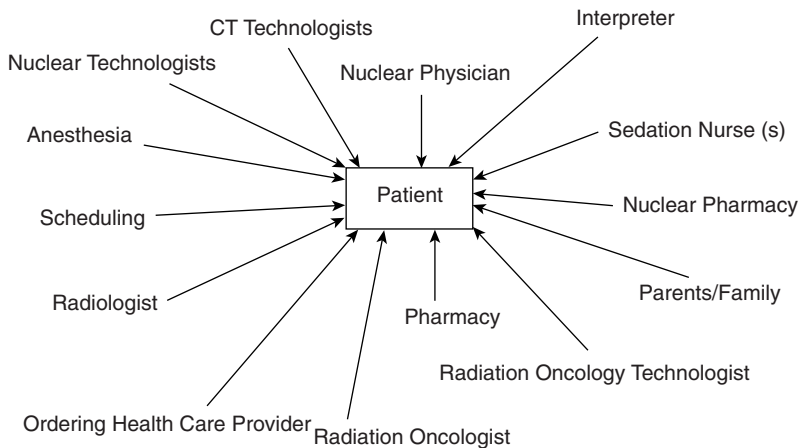 Interpreter
CT Technologists
Nuclear Technologists
Nuclear Physician
Anesthesia
Sedation Nurse (s)
Patient
Scheduling
Nuclear Pharmacy
Radiologist
Parents/Family
Pharmacy
Radiation Oncology Technologist
Ordering Health Care Provider
Radiation Oncologist